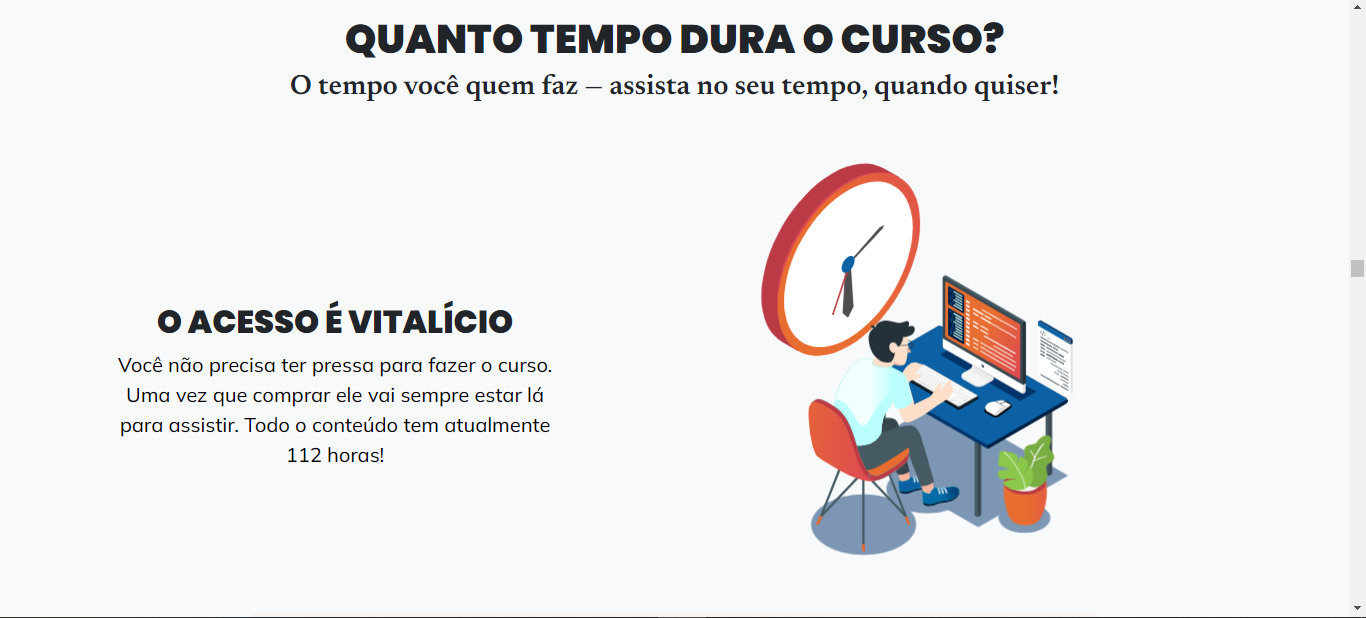 QUANTO TEMPO DURA O CURSO?
O tempo você quem faz – assista no seu tempo, quando quiser!
O ACESSO É VITALÍCIO
Você não precisa ter pressa para fazer o curso.
Uma vez que comprar ele vai sempre estar lá
para assistir. Todo o conteúdo tem atualmente
112 horas!